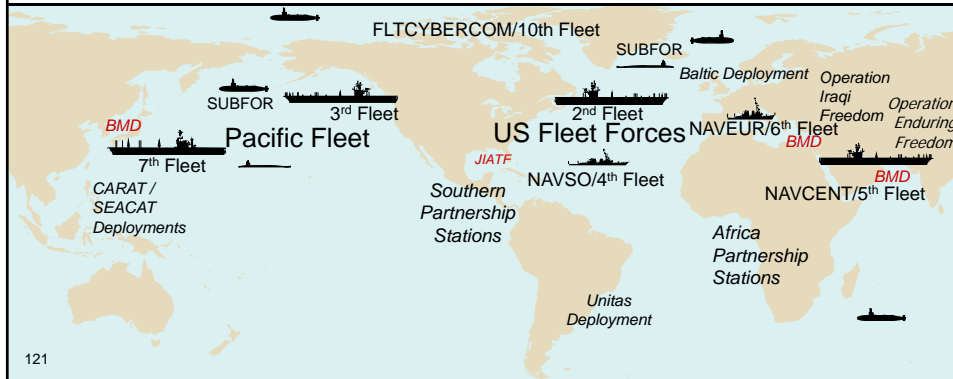 FLTCYBERCOM/10th Fleet
SUBFOR
Baltic Deployment
Operation
Iraqi
Freedom
Operation
Enduring
Freedom
SUBFOR
3rd Fleet
2nd Fleet
BMD
Pacific Fleet
US Fleet Forces
NAVEUR/6th Fleet
BMD
7th Fleet
JIATF
NAVSO/4th Fleet
BMD
NAVCENT/5th Fleet
CARAT /
SEACAT
Deployments
Southern
Partnership
Stations
Africa
Partnership
Stations
Unitas
Deployment
121